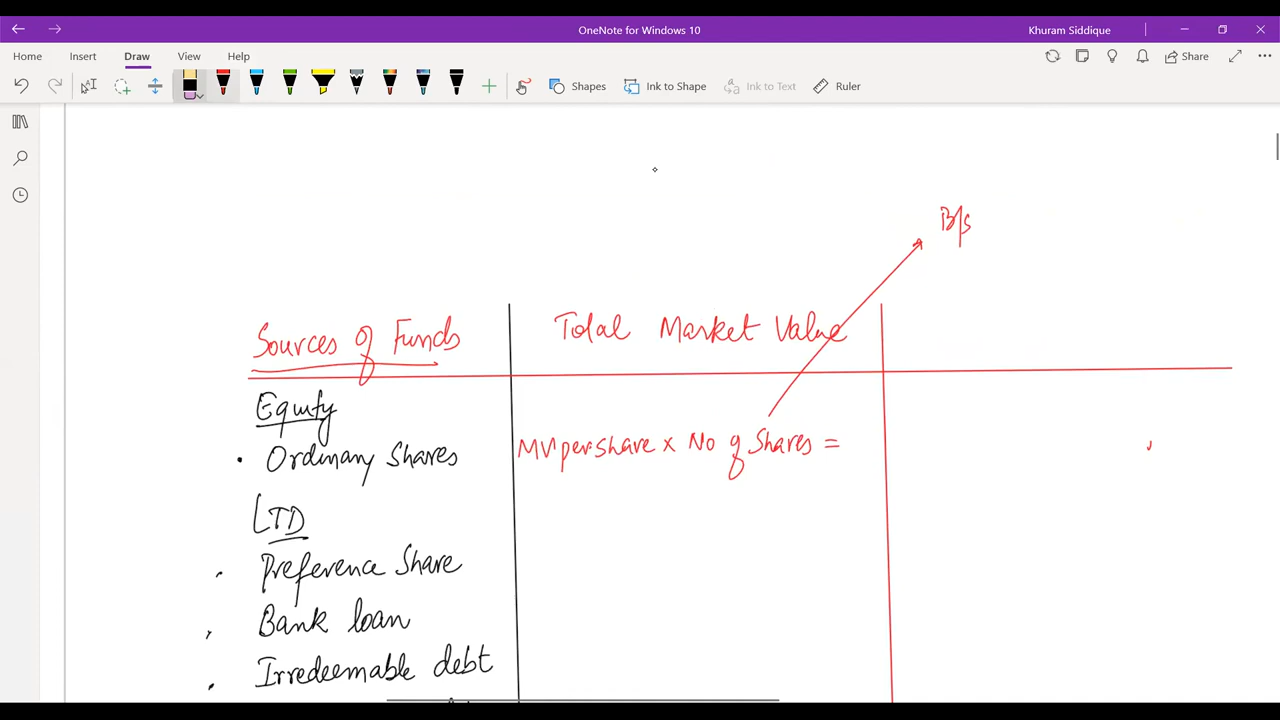 OneNote for Windows 10
Khuram Siddique
Home Insert Draw View Help
Share
Shapes Ink to Shape Ink to Text Ruler
B/s
Sources of Funds Total Market Value
Equity
• Ordinary Shares MV per share x No of Shares =
LTD
Preference Share
Bank loan
Irredeemable debt